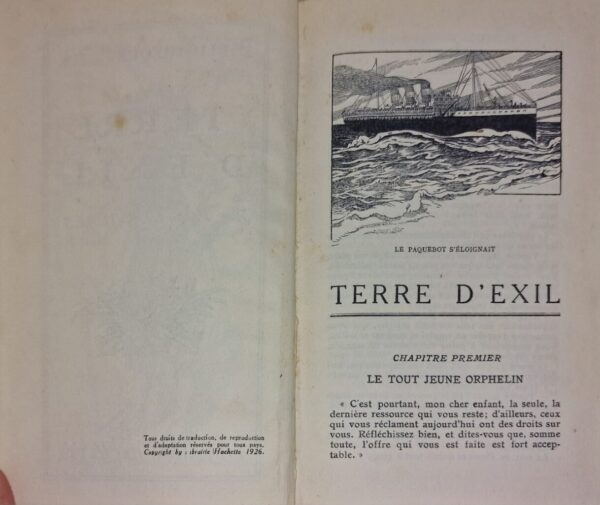 Tous droits de traduction, de reproduction
et d'adaptation réservés pour tous pays.
Copyright by : ibrairie Hachette 1926.
LE PAQUEBOT S'ÉLOIGNAIT
TERRE D'EXIL
CHAPITRE PREMIER
LE TOUT JEUNE ORPHELIN
« C'est pourtant, mon cher enfant, la seule, la
dernière ressource qui vous reste; d'ailleurs, ceux
qui vous réclament aujourd'hui ont des droits sur
vous. Réfléchissez bien, et dites-vous que, somme
toute, l'offre qui vous est faite est fort accep-
table. »